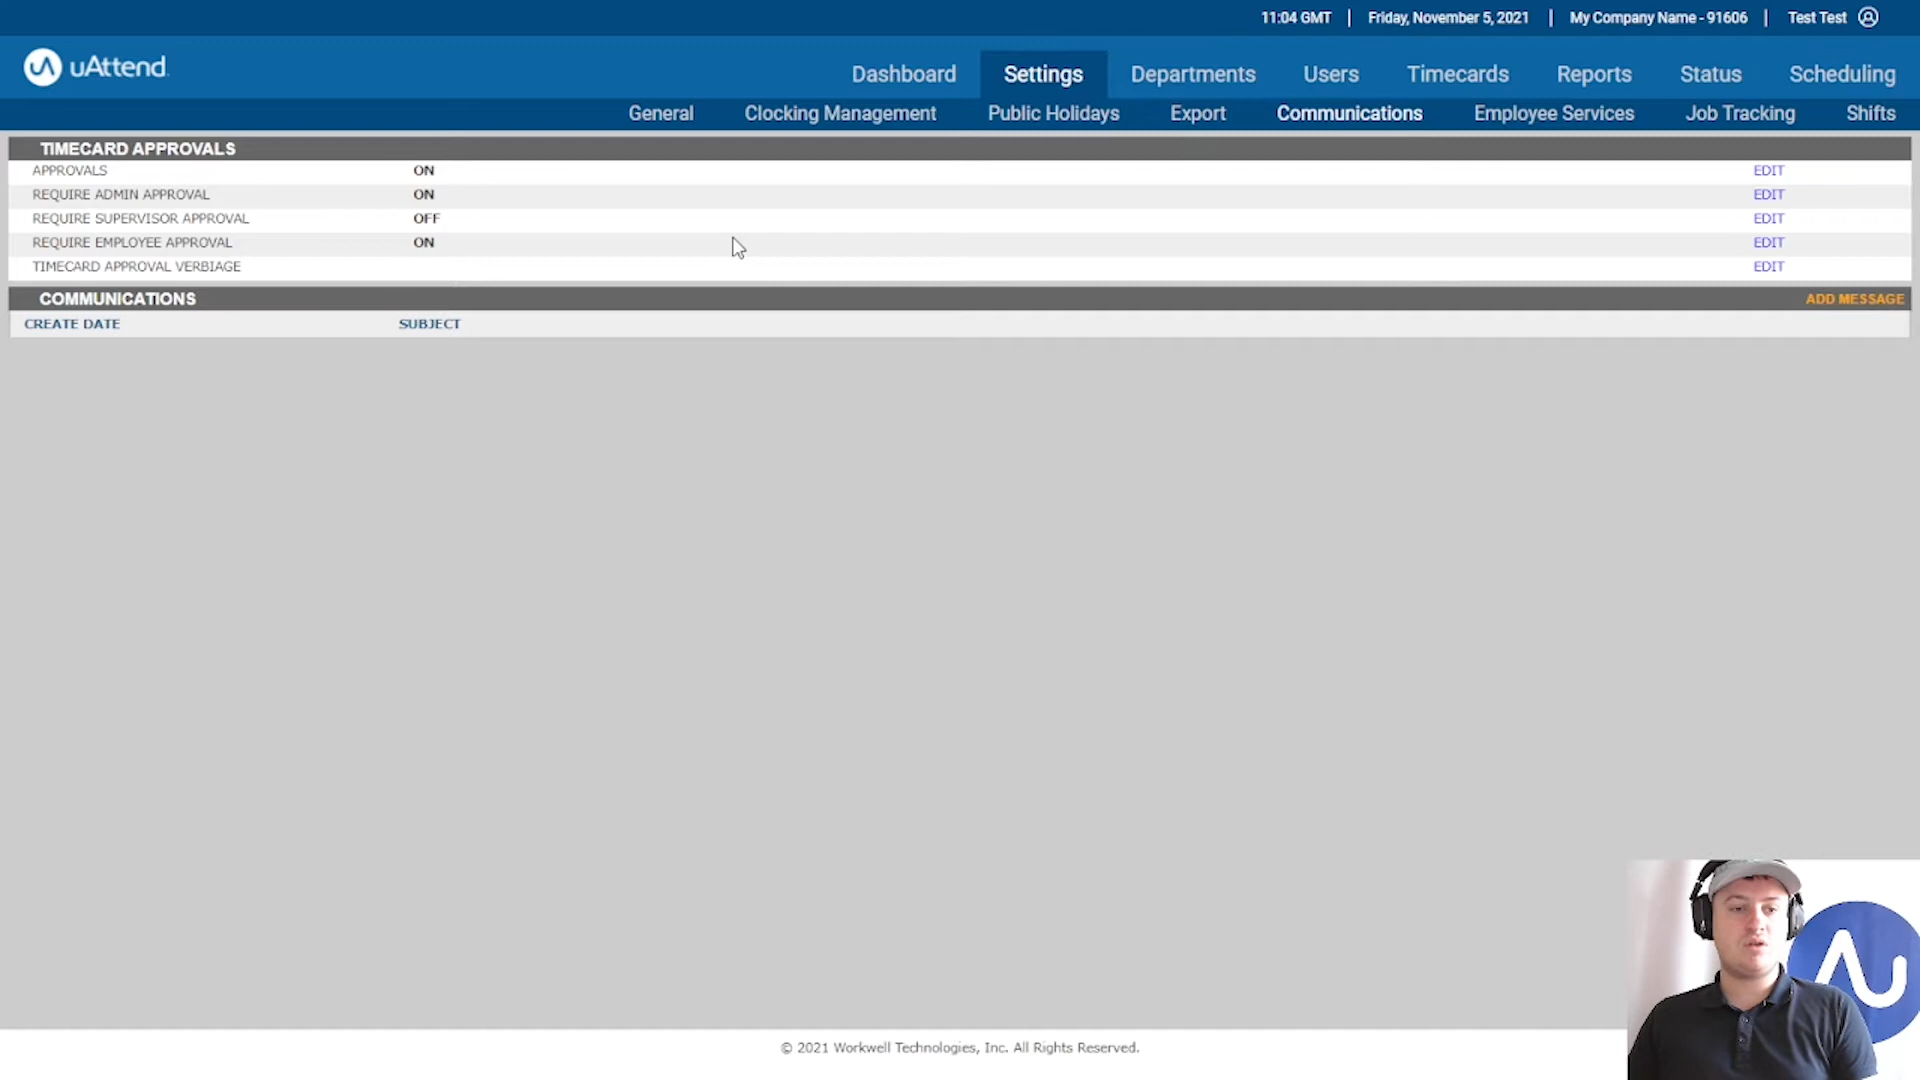 11:04 GMT | Friday, November 5, 2021 | My Company Name - 91606 | Test Test
uAttend
Dashboard Settings Departments Users Timecards Reports Status Scheduling
General Clocking Management Public Holidays Export Communications Employee Services Job Tracking Shifts
TIMECARD APPROVALS
APPROVALS ON EDIT
REQUIRE ADMIN APPROVAL ON EDIT
REQUIRE SUPERVISOR APPROVAL OFF EDIT
REQUIRE EMPLOYEE APPROVAL ON EDIT
TIMECARD APPROVAL VERBIAGE EDIT
COMMUNICATIONS ADD MESSAGE
CREATE DATE SUBJECT
© 2021 Workwell Technologies, Inc. All Rights Reserved.